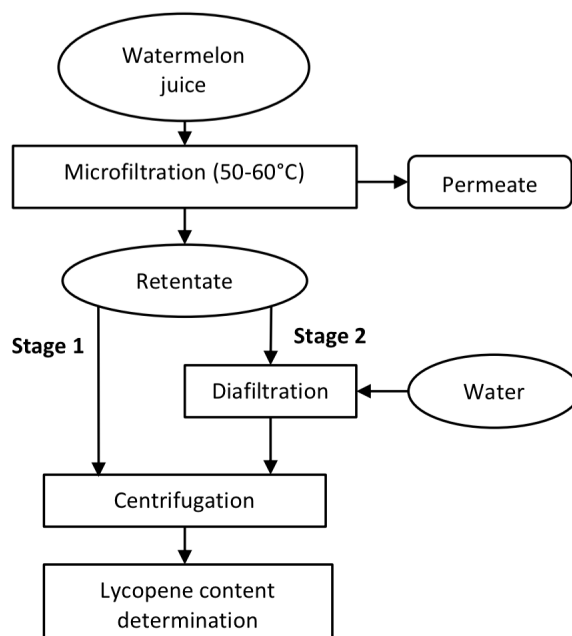 Watermelon
juice
Microfiltration (50-60°C)
Permeate
Retentate
Stage 1
Stage 2
Diafiltration
Water
Centrifugation
Lycopene content
determination